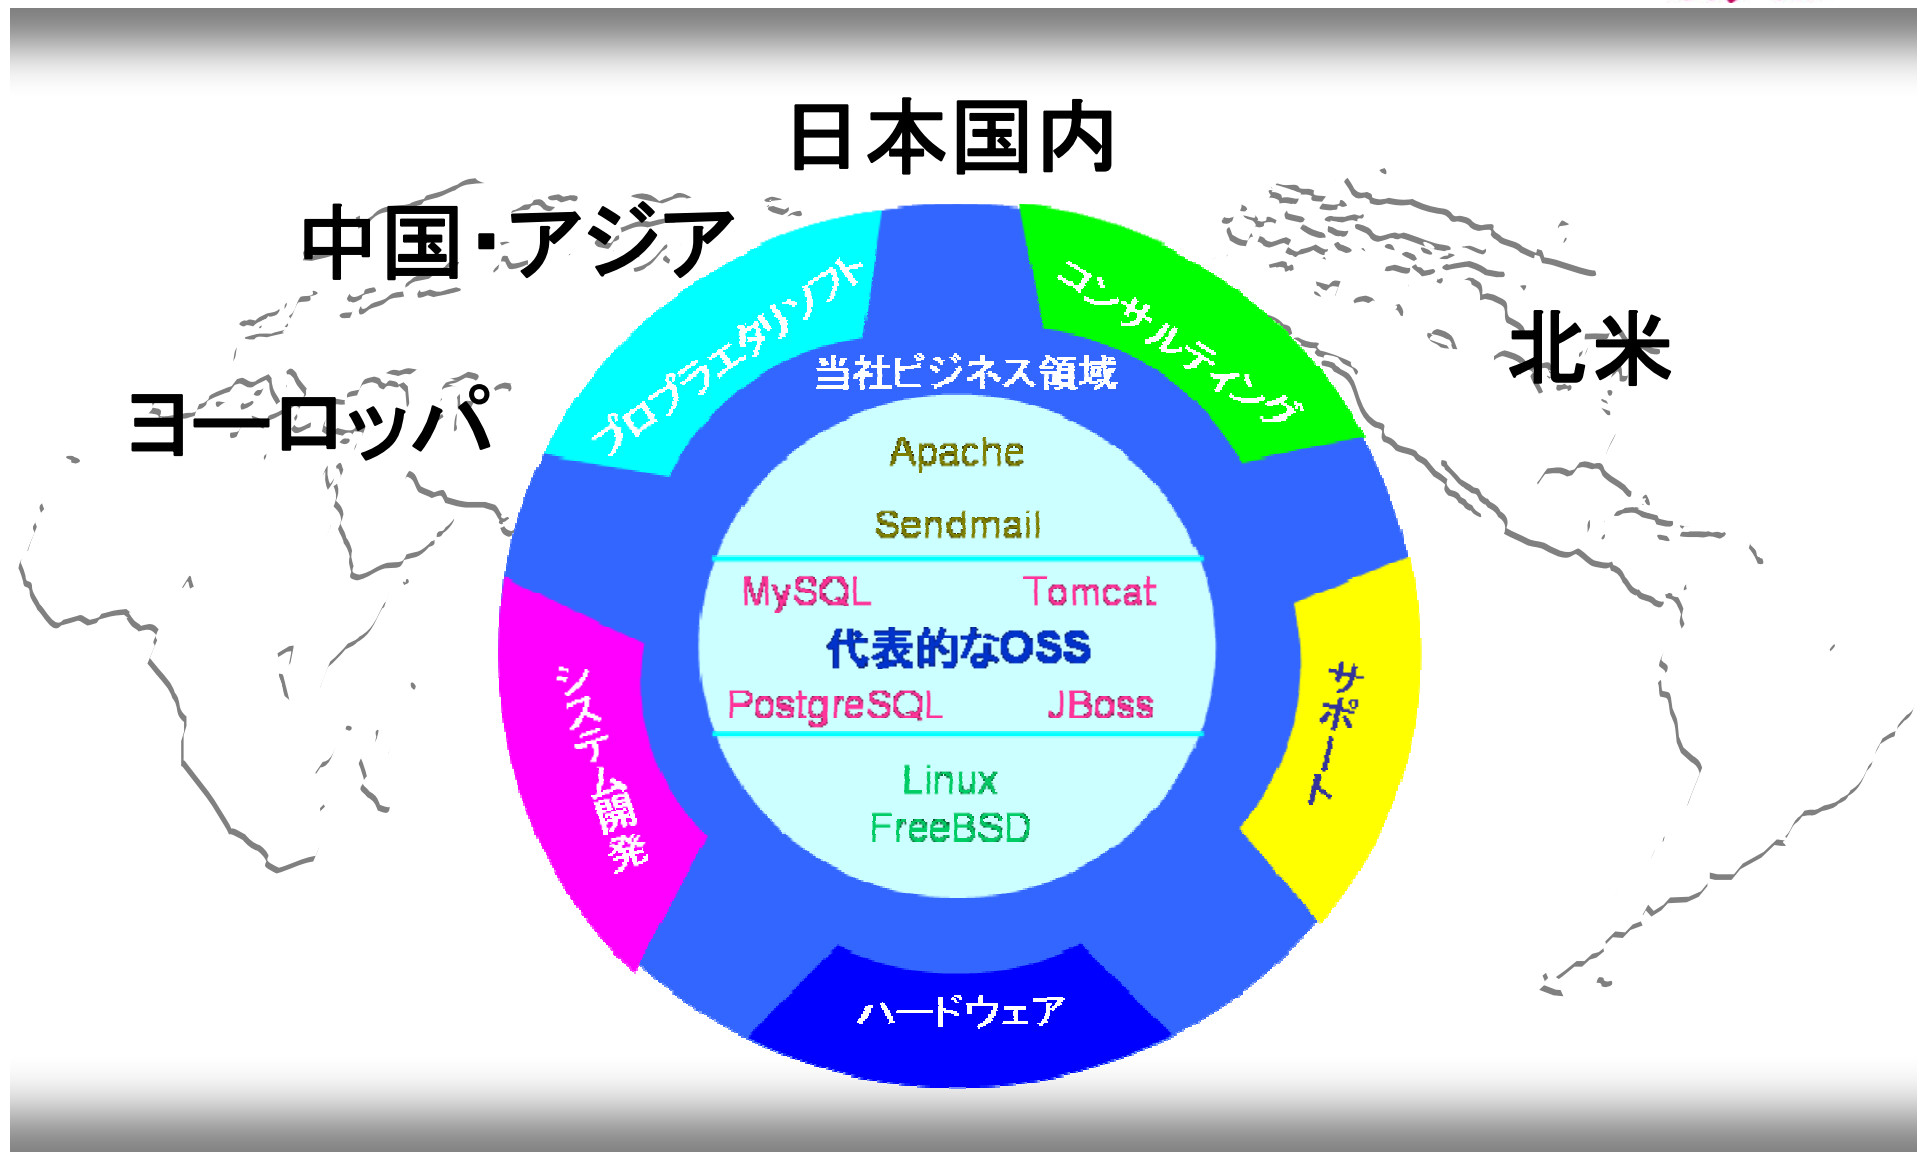 日本国内
中国・アジア
北米
ヨーロッパ
プロプラエタリソフト
コンサルティング
当社ビジネス領域
Apache
Sendmail
MySQL Tomcat
代表的なOSS
PostgreSQL JBoss
Linux
FreeBSD
システム開発
サポート
ハードウェア